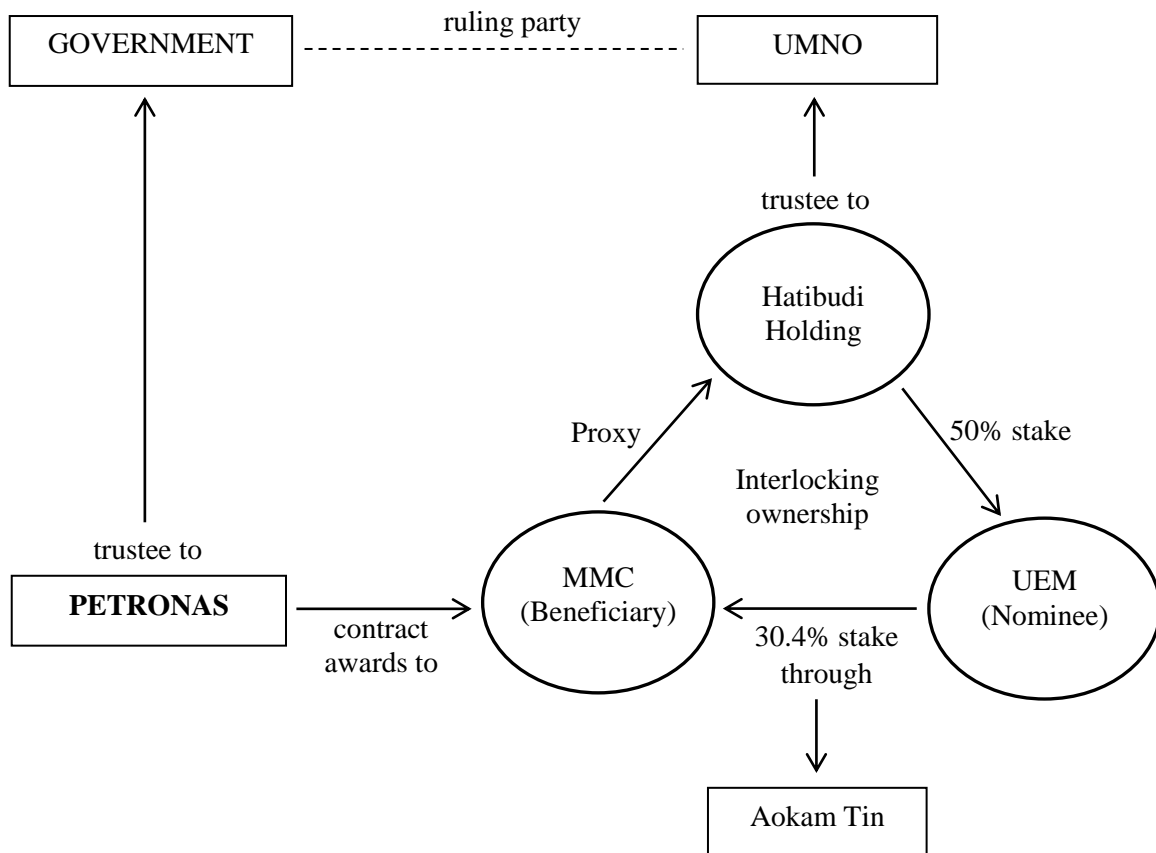 GOVERNMENT
ruling party
UMNO
trustee to
Hatibudi
Holding
Proxy
50% stake
Interlocking
ownership
trustee to
PETRONAS
contract
awards to
MMC
(Beneficiary)
30.4% stake
through
UEM
(Nominee)
Aokam Tin